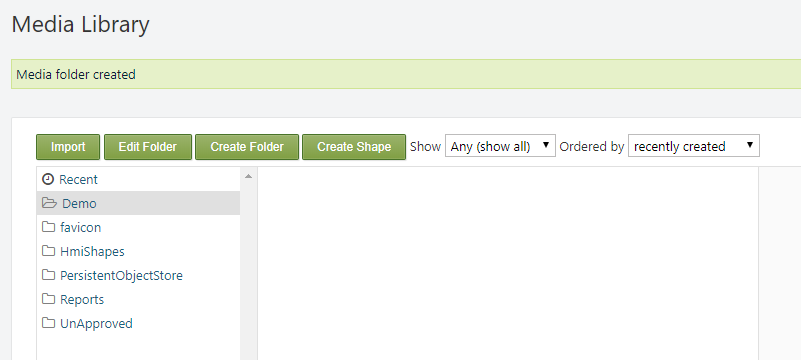 Media Library
Media folder created
Import Edit Folder Create Folder Create Shape Show Any (show all) Ordered by recently created
Recent
Demo
favicon
HmiShapes
PersistentObjectStore
Reports
UnApproved